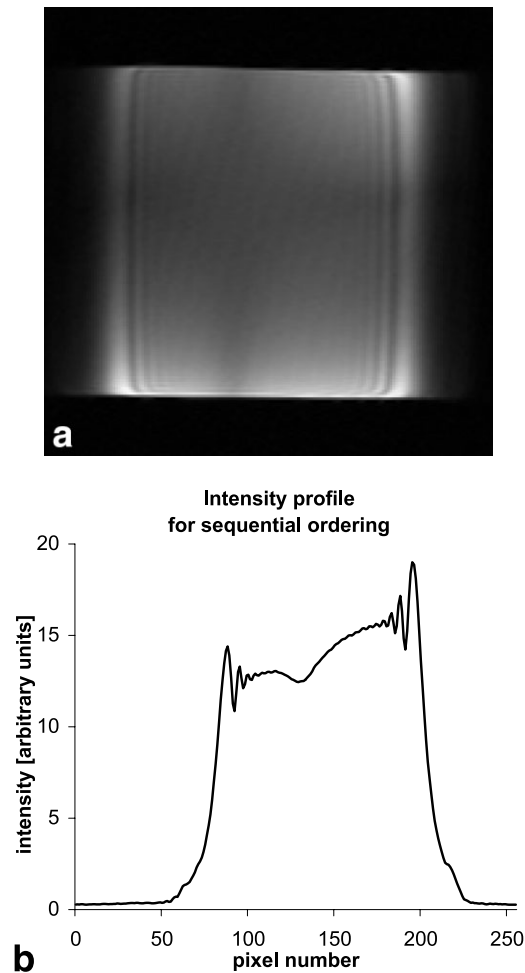 a
Intensity profile
for sequential ordering
20
15
10
5
0
intensity [arbitrary units]
0 50 100 150 200 250
pixel number
b